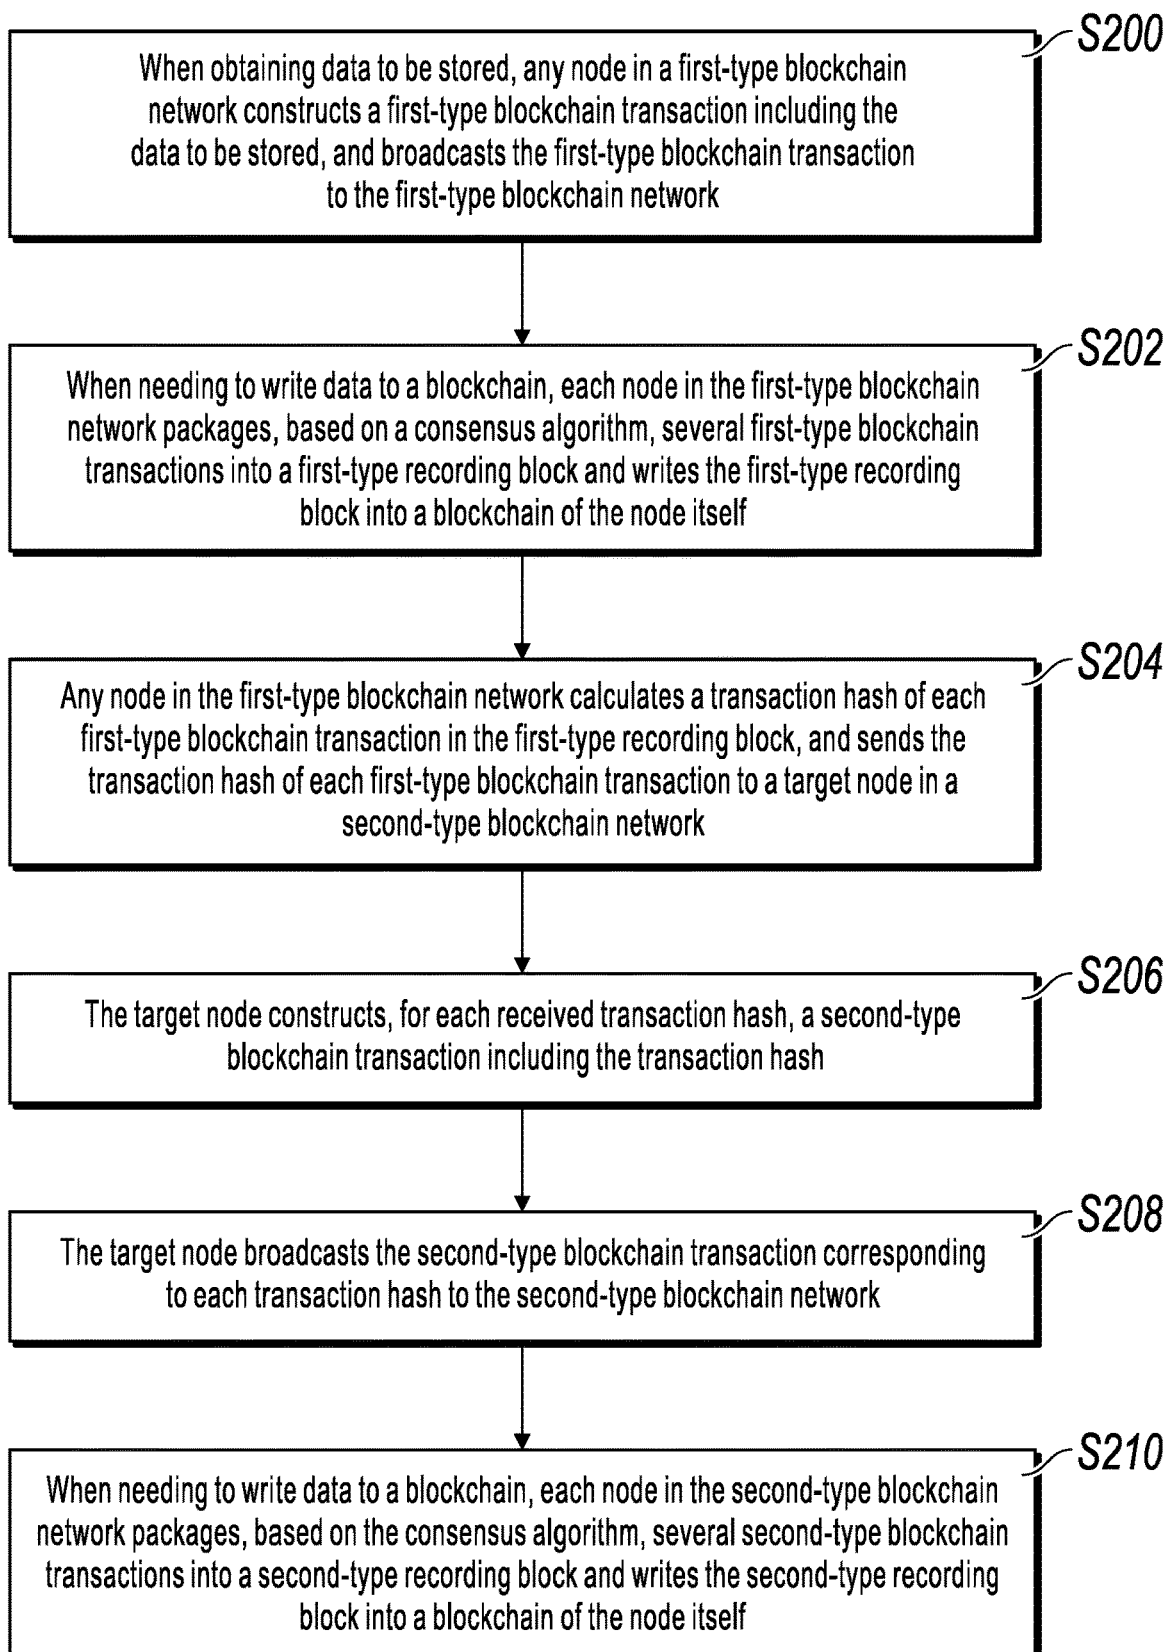 S200
When obtaining data to be stored, any node in a first-type blockchain
network constructs a first-type blockchain transaction including the
data to be stored, and broadcasts the first-type blockchain transaction
to the first-type blockchain network
S202
When needing to write data to a blockchain, each node in the first-type blockchain
network packages, based on a consensus algorithm, several first-type blockchain
transactions into a first-type recording block and writes the first-type recording
block into a blockchain of the node itself
S204
Any node in the first-type blockchain network calculates a transaction hash of each
first-type blockchain transaction in the first-type recording block, and sends the
transaction hash of each first-type blockchain transaction to a target node in a
second-type blockchain network
S206
The target node constructs, for each received transaction hash, a second-type
blockchain transaction including the transaction hash
S208
The target node broadcasts the second-type blockchain transaction corresponding
to each transaction hash to the second-type blockchain network
S210
When needing to write data to a blockchain, each node in the second-type blockchain
network packages, based on the consensus algorithm, several second-type blockchain
transactions into a second-type recording block and writes the second-type recording
block into a blockchain of the node itself